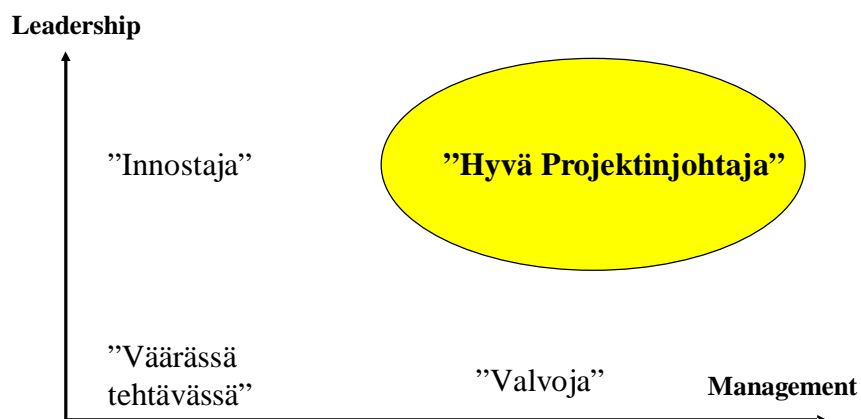 Leadership
”Innostaja”
”Hyvä Projektinjohtaja”
”Väärässä
tehtävässä”
”Valvoja”
Management